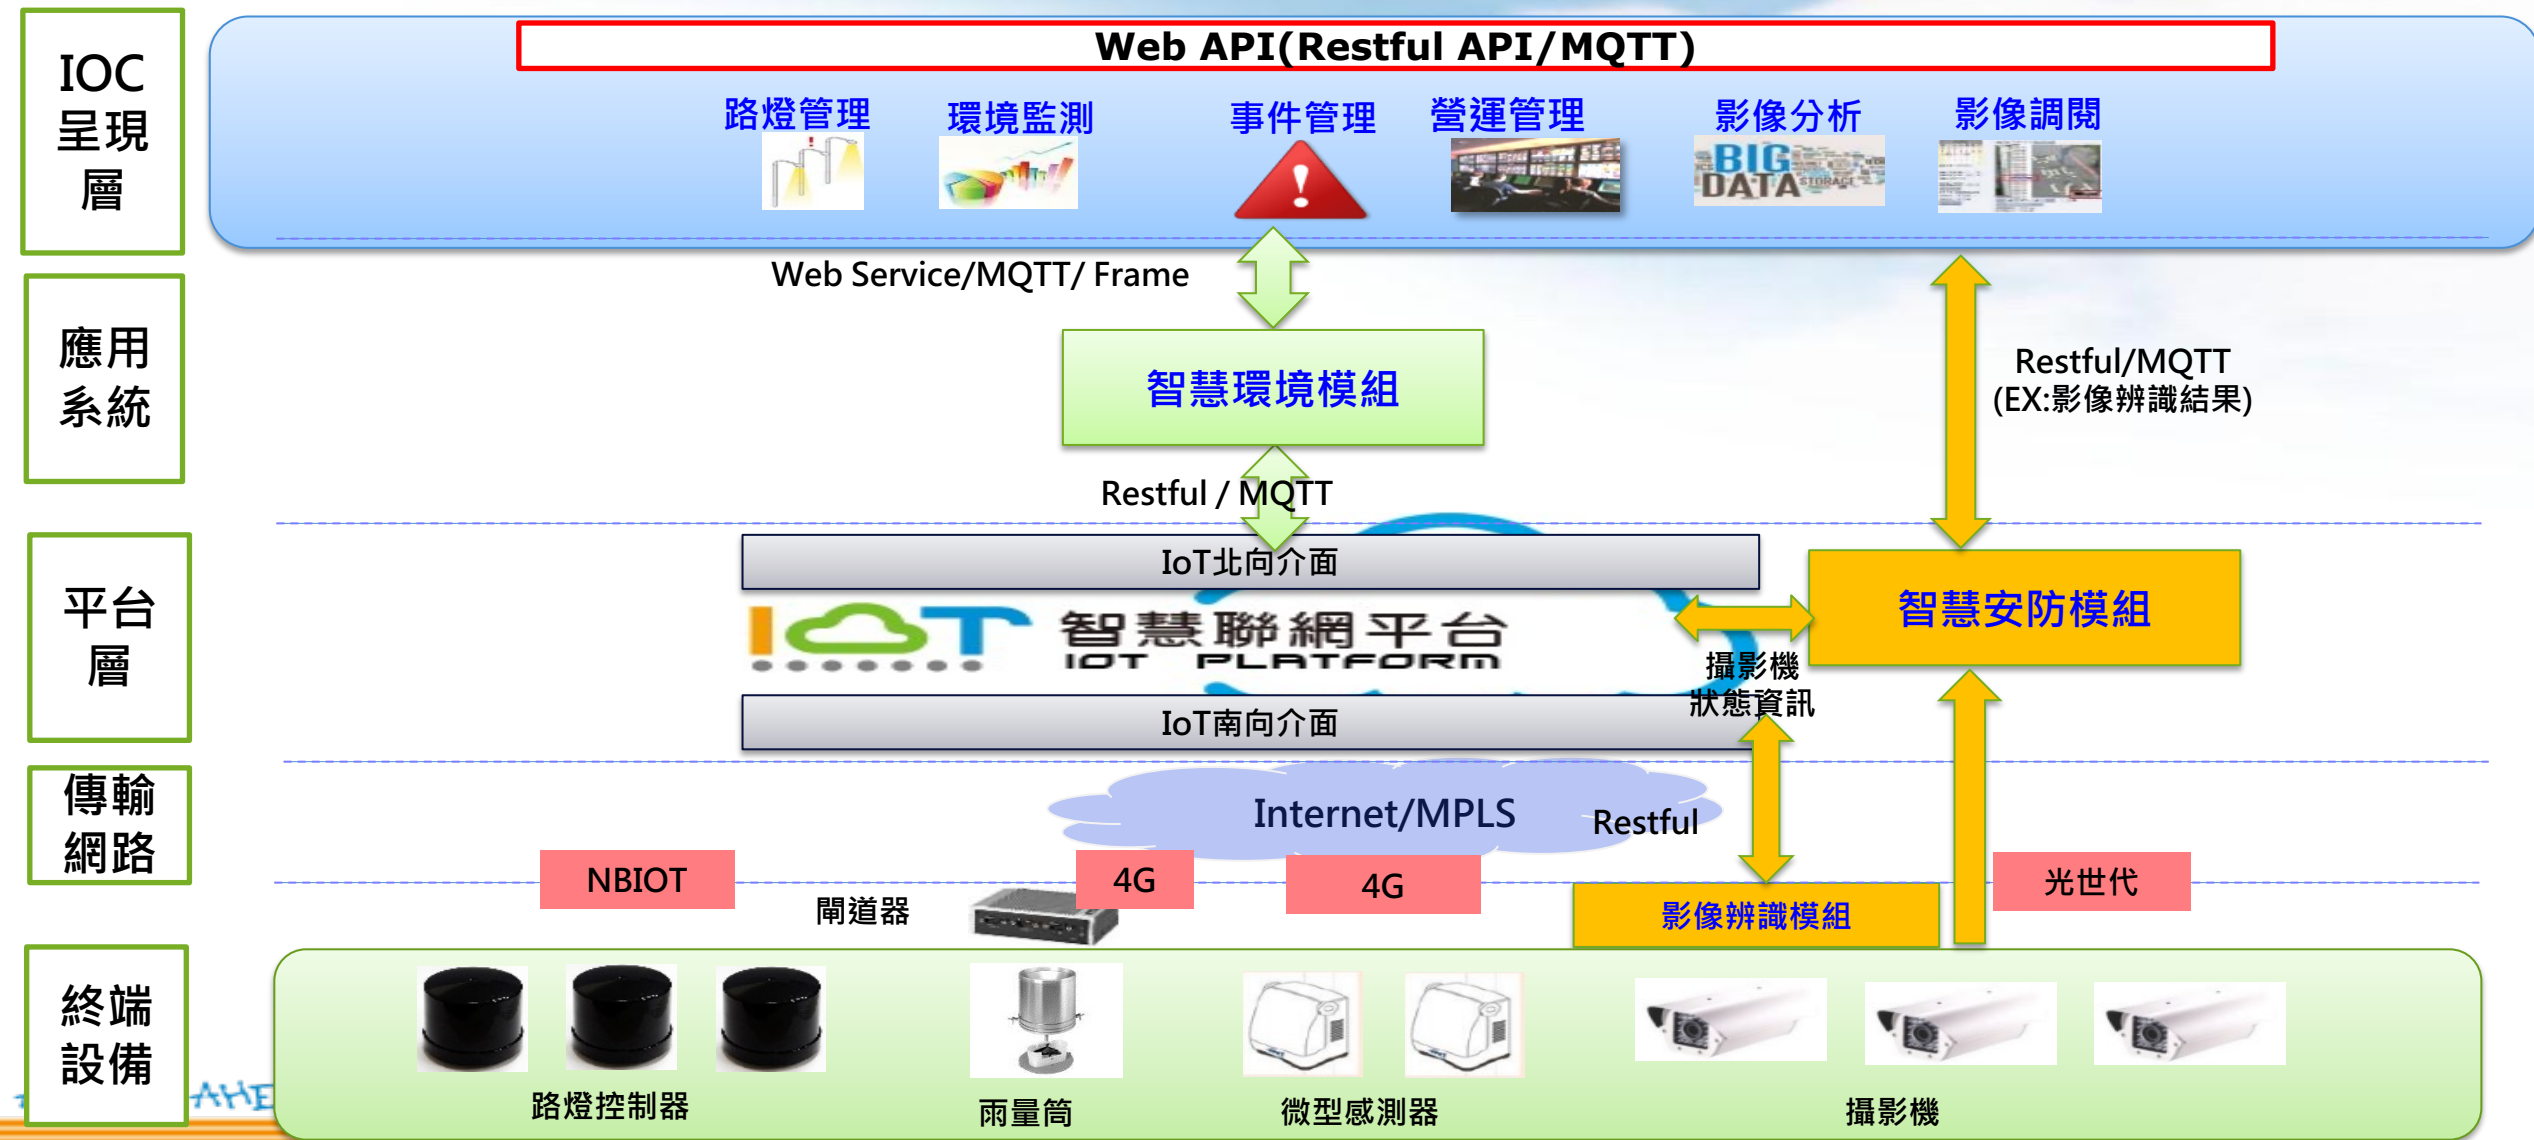 IOC
呈現
層
Web API(Restful API/MQTT)
路燈管理
環境監測
事件管理
營運管理
影像分析
影像調閱
BIG
DATA
STORAGE
Web Service/MQTT/ Frame
應用
系統
智慧環境模組
Restful/MQTT
(EX:影像辨識結果)
Restful / MQTT
平台
層
IoT北向介面
IOT 智慧聯網平台
IOT PLATFORM
智慧安防模組
攝影機
狀態資訊
IoT南向介面
傳輸
網路
Internet/MPLS
Restful
NBIOT
4G
4G
光世代
閘道器
影像辨識模組
終端
設備
路燈控制器
雨量筒
微型感測器
攝影機